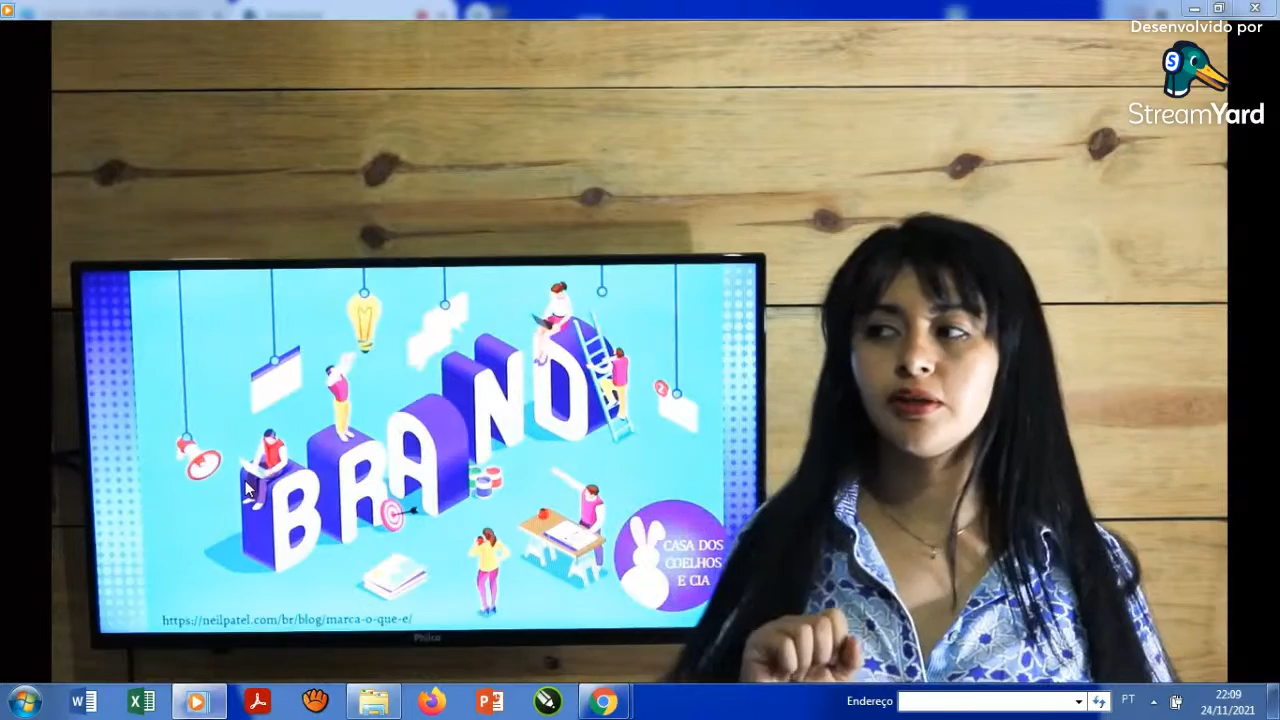 Desenvolvido por
StreamYard
BRAND
CASA DOS
COELHOS
E CIA
https://neilpatel.com/br/blog/marca-o-que-e/
Philco
Endereço
PT
22:09
24/11/2021